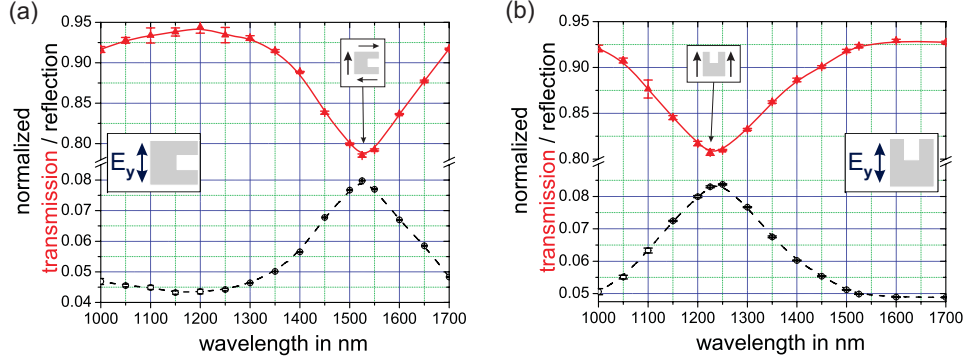 (a)
normalized
transmission / reflection
0.95
0.90
0.85
0.80
0.08
0.07
0.06
0.05
0.04
E_y
1000 1100 1200 1300 1400 1500 1600 1700
wavelength in nm
(b)
normalized
transmission / reflection
0.95
0.90
0.85
0.80
0.08
0.07
0.06
0.05
E_y
1000 1100 1200 1300 1400 1500 1600 1700
wavelength in nm